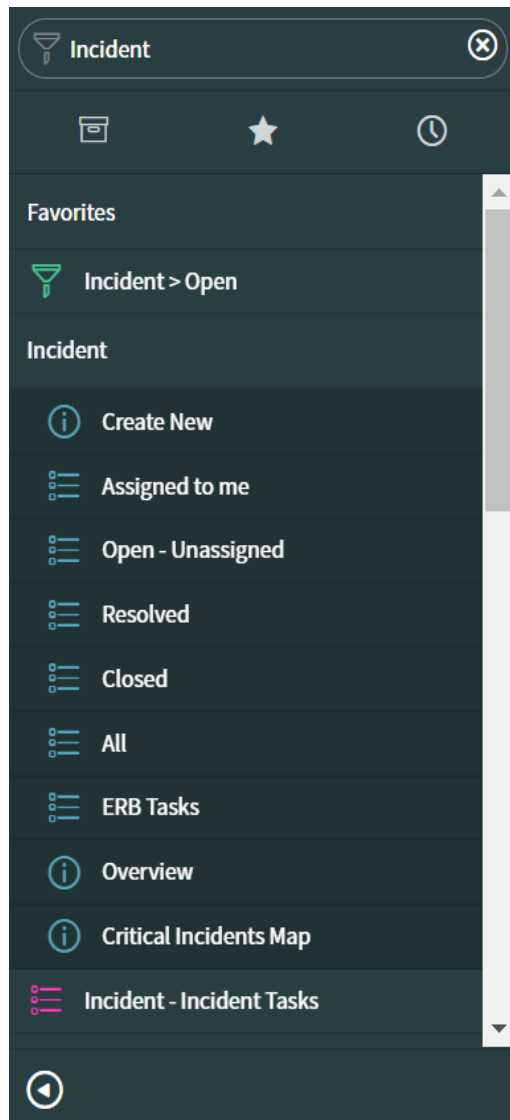 Incident
Favorites
Incident > Open
Incident
Create New
Assigned to me
Open - Unassigned
Resolved
Closed
All
ERB Tasks
Overview
Critical Incidents Map
Incident - Incident Tasks